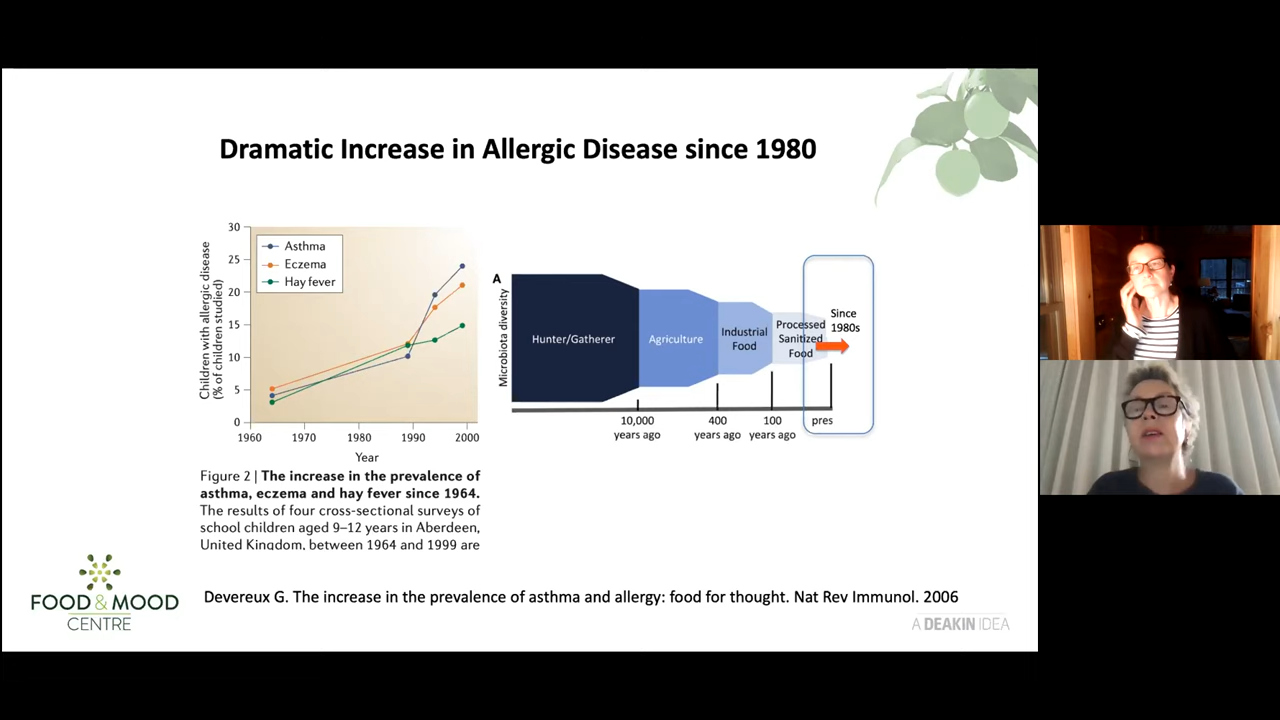 Dramatic Increase in Allergic Disease since 1980
Children with allergic disease
(% of children studied)
30
25
20
15
10
5
0
Asthma
Eczema
Hay fever
1960
1970
1980
1990
2000
Year
Figure 2 | The increase in the prevalence of
asthma, eczema and hay fever since 1964.
The results of four cross-sectional surveys of
school children aged 9–12 years in Aberdeen,
United Kingdom, between 1964 and 1999 are
A
Microbiota diversity
Hunter/Gatherer
Agriculture
Industrial
Food
Processed
Sanitized
Food
Since
1980s
10,000
years ago
400
years ago
100
years ago
pres
FOOD & MOOD
CENTRE
Devereux G. The increase in the prevalence of asthma and allergy: food for thought. Nat Rev Immunol. 2006
A DEAKIN IDEA